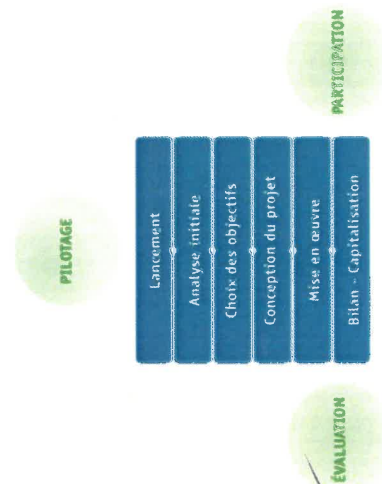 PILOTAGE
Lancement
Analyse initiale
Choix des objectifs
Conception du projet
Mise en œuvre
Bilan - Capitalisation
ÉVALUATION
PARTICIPATION